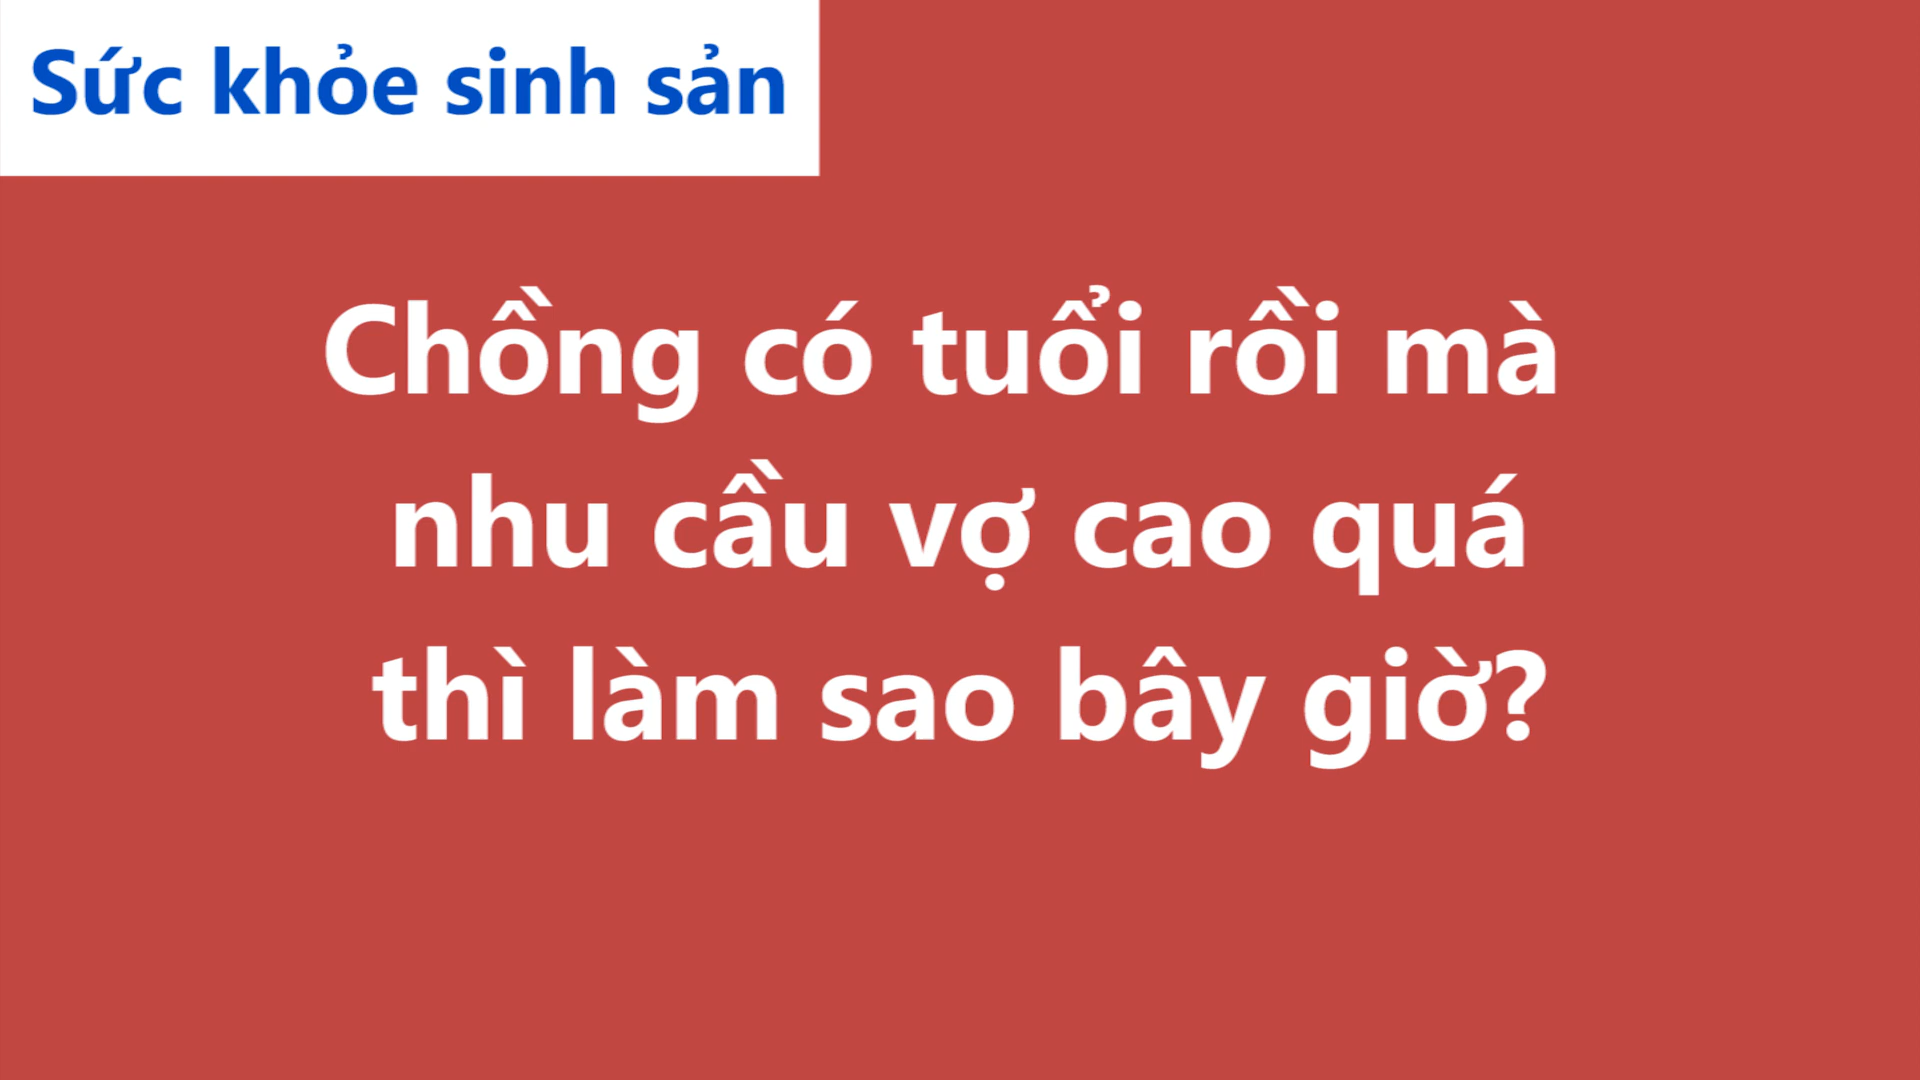 Sức khỏe sinh sản
Chồng có tuổi rồi mà
nhu cầu vợ cao quá
thì làm sao bây giờ?